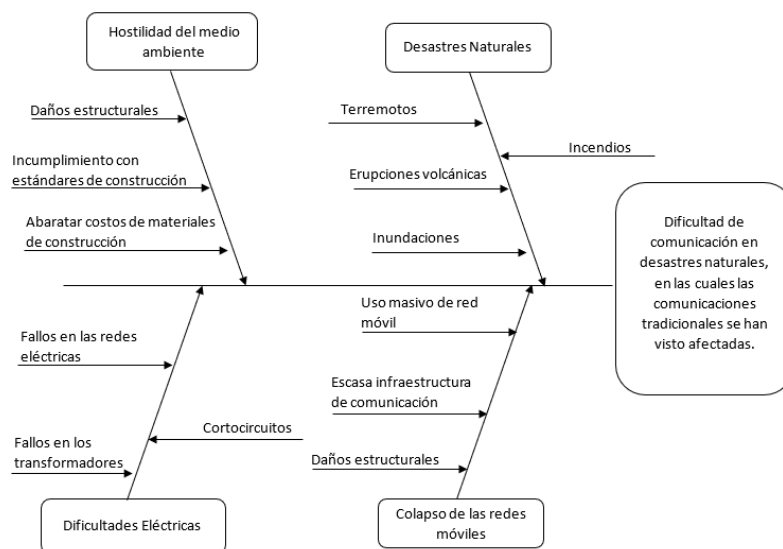 Hostilidad del medio
ambiente
Desastres Naturales
Daños estructurales
Terremotos
Incendios
Incumplimiento con
estándares de construcción
Erupciones volcánicas
Abaratar costos de materiales
de construcción
Inundaciones
Dificultad de
comunicación en
desastres naturales,
en las cuales las
comunicaciones
tradicionales se han
visto afectadas.
Uso masivo de red
móvil
Fallos en las redes
eléctricas
Escasa infraestructura
de comunicación
Cortocircuitos
Fallos en los
transformadores
Daños estructurales
Dificultades Eléctricas
Colapso de las redes
móviles